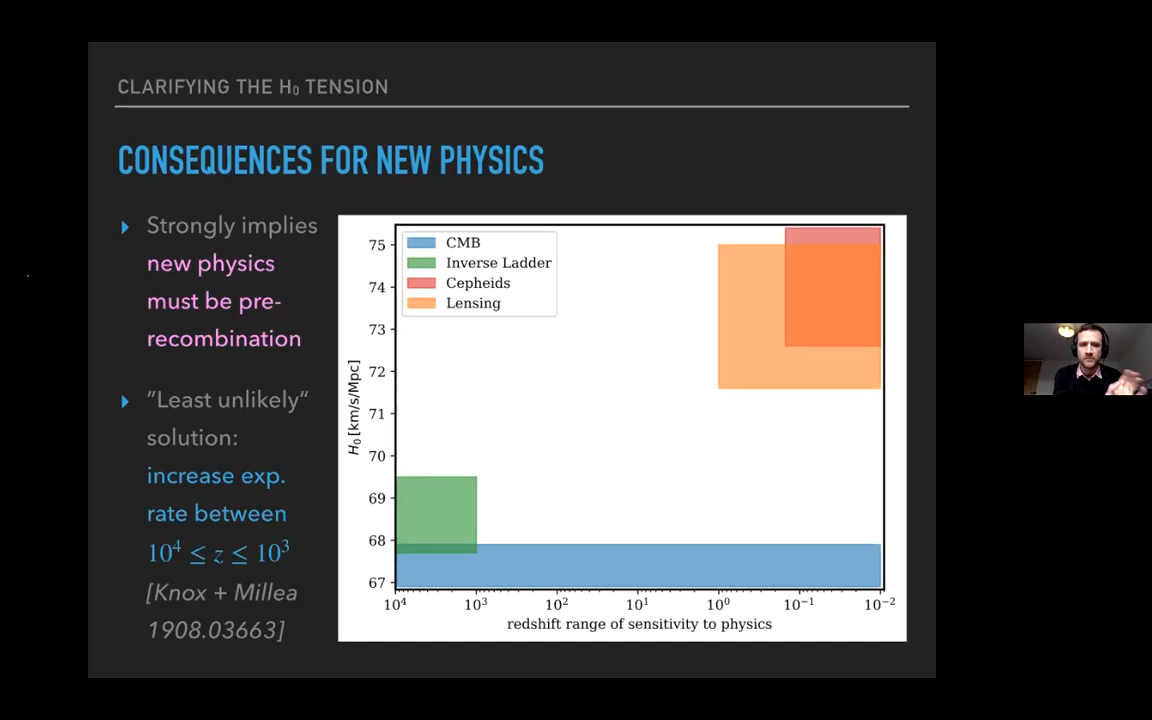 CLARIFYING THE H₀ TENSION
CONSEQUENCES FOR NEW PHYSICS
Strongly implies
new physics
must be pre-
recombination
”Least unlikely“
solution:
increase exp.
rate between
10⁴ ≤ z ≤ 10³
[Knox + Millea
1908.03663]
CMB
Inverse Ladder
Cepheids
Lensing
75
74
73
72
71
70
69
68
67
H₀ [km/s/Mpc]
10⁴ 10³ 10² 10¹ 10⁰ 10⁻¹ 10⁻²
redshift range of sensitivity to physics